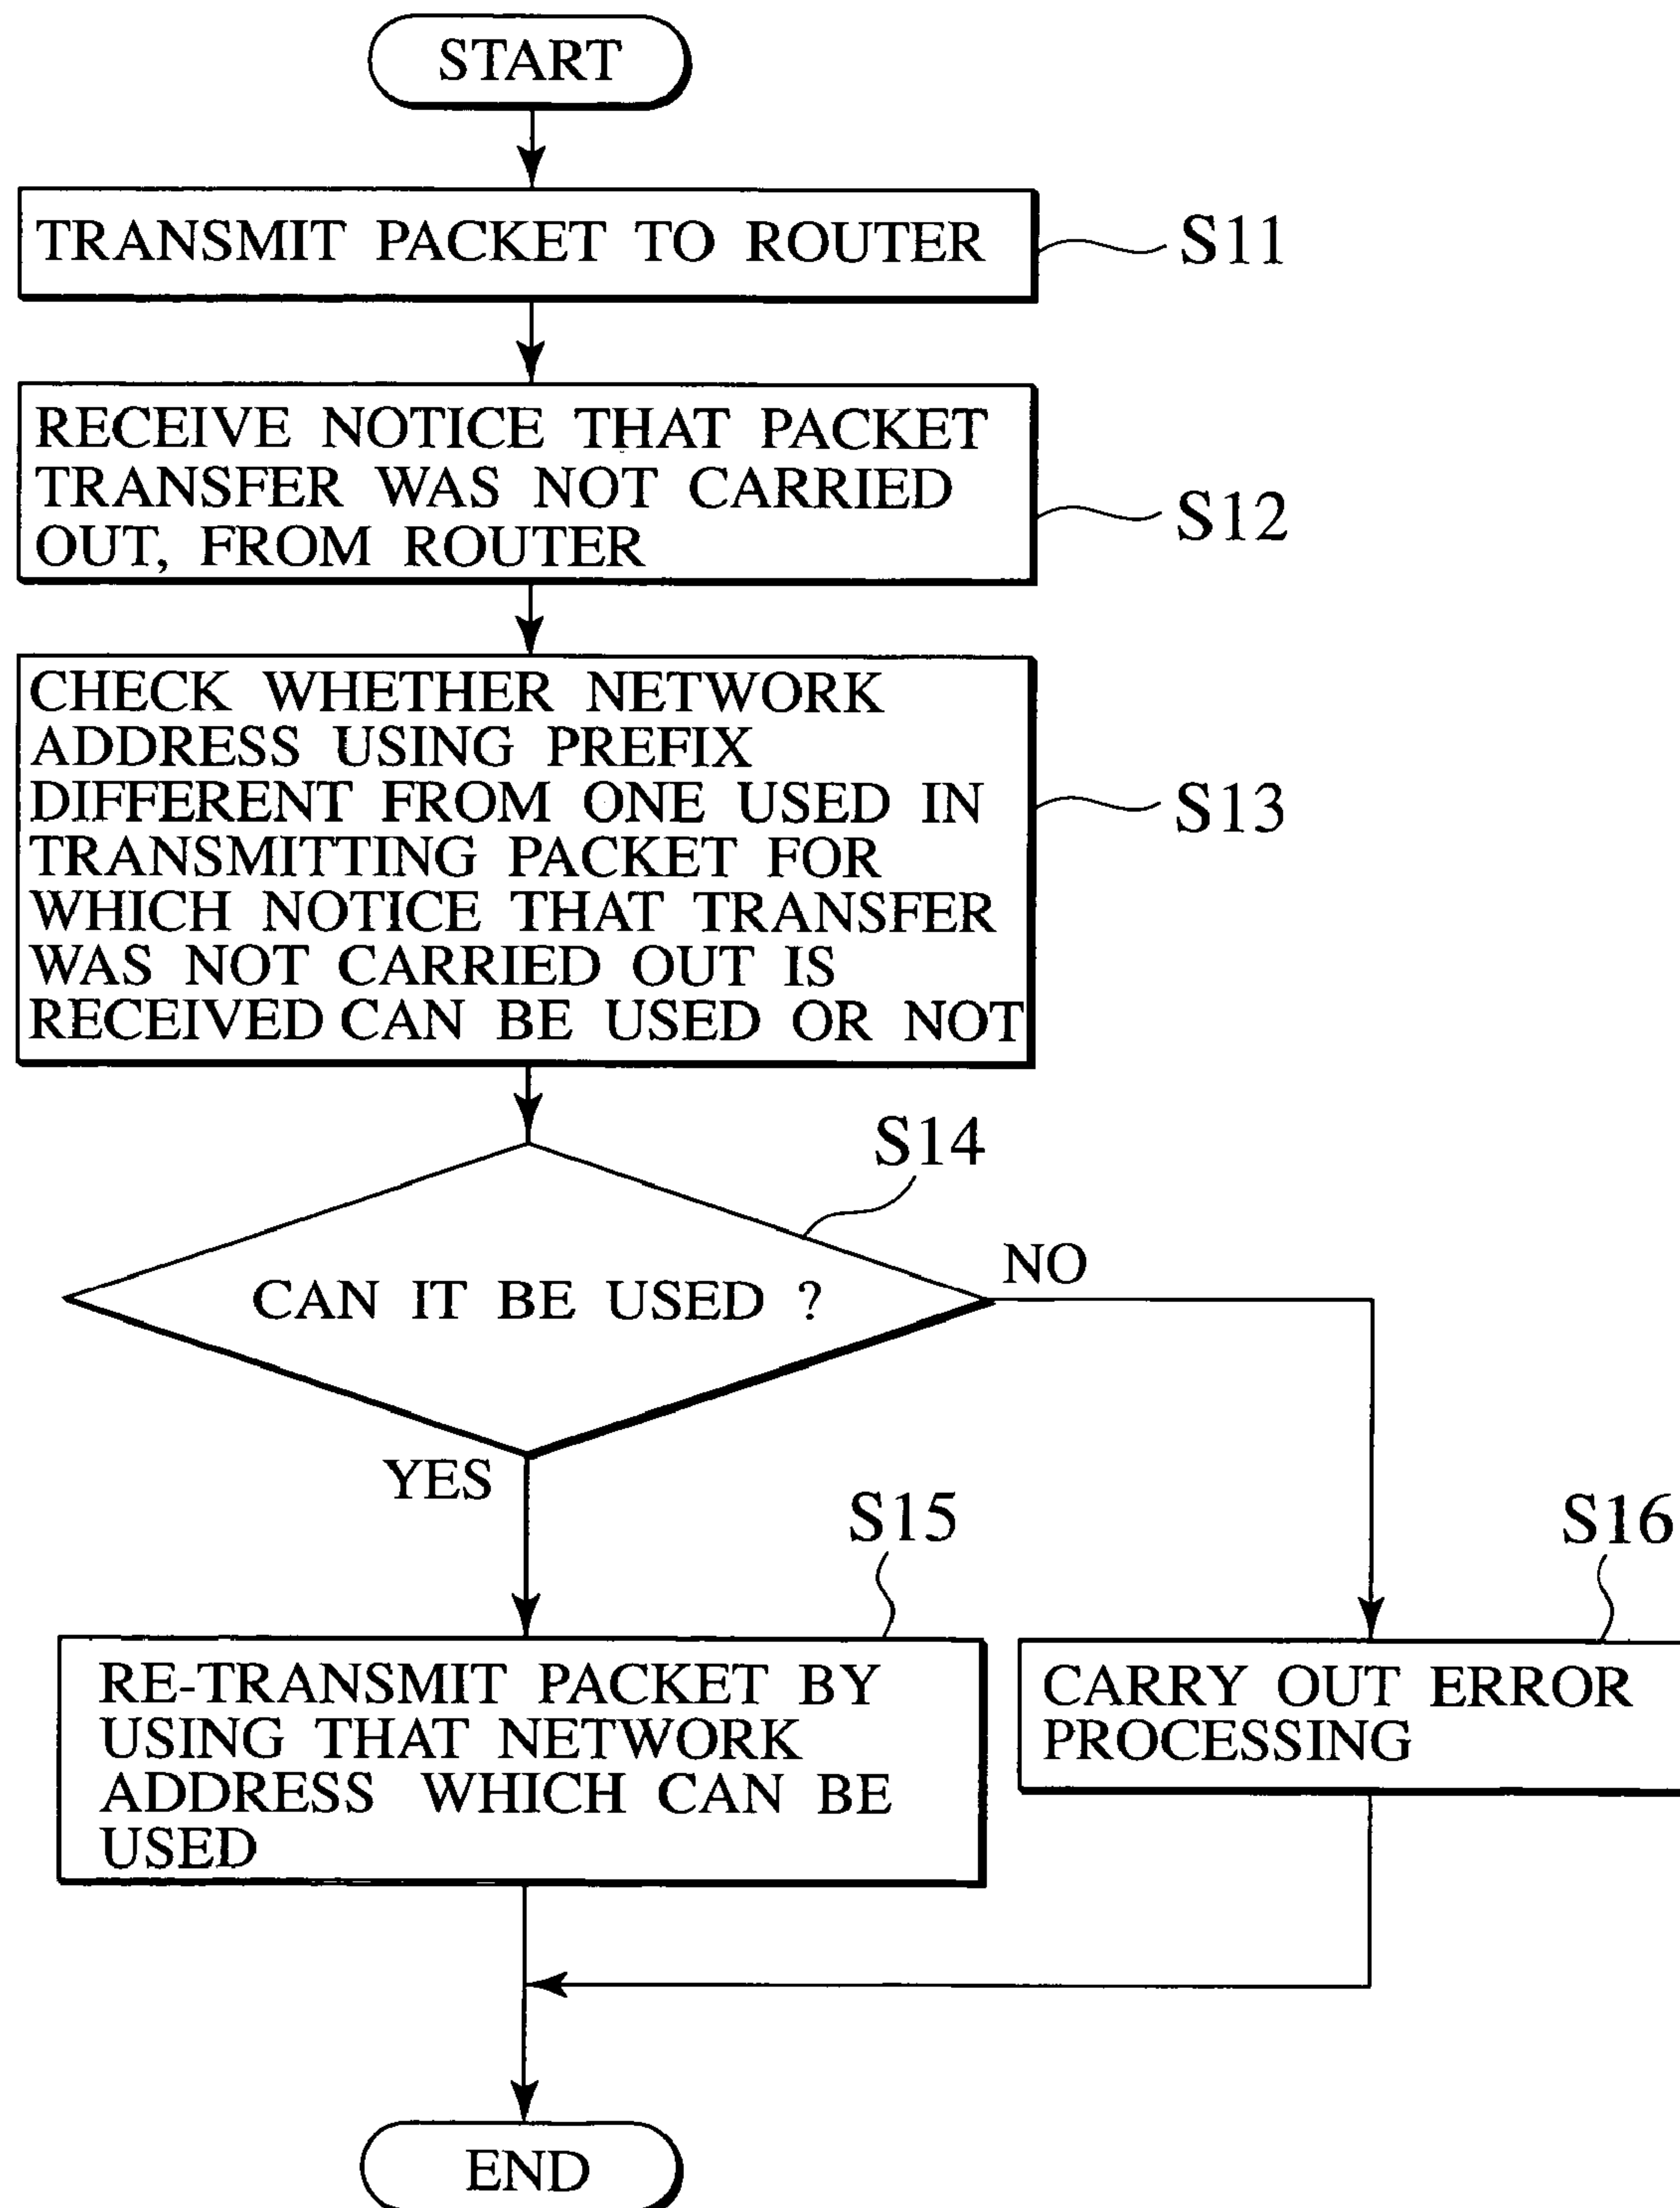 START
TRANSMIT PACKET TO ROUTER
S11
RECEIVE NOTICE THAT PACKET
TRANSFER WAS NOT CARRIED
OUT, FROM ROUTER
S12
CHECK WHETHER NETWORK
ADDRESS USING PREFIX
DIFFERENT FROM ONE USED IN
TRANSMITTING PACKET FOR
WHICH NOTICE THAT TRANSFER
WAS NOT CARRIED OUT IS
RECEIVED CAN BE USED OR NOT
S13
S14
CAN IT BE USED ?
NO
YES
S15
RE-TRANSMIT PACKET BY
USING THAT NETWORK
ADDRESS WHICH CAN BE
USED
S16
CARRY OUT ERROR
PROCESSING
END